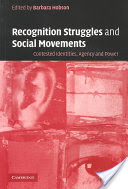 Edited by Barbara Hobson
Recognition Struggles and
Social Movements
Contested Identities, Agency and Power
CAMBRIDGE